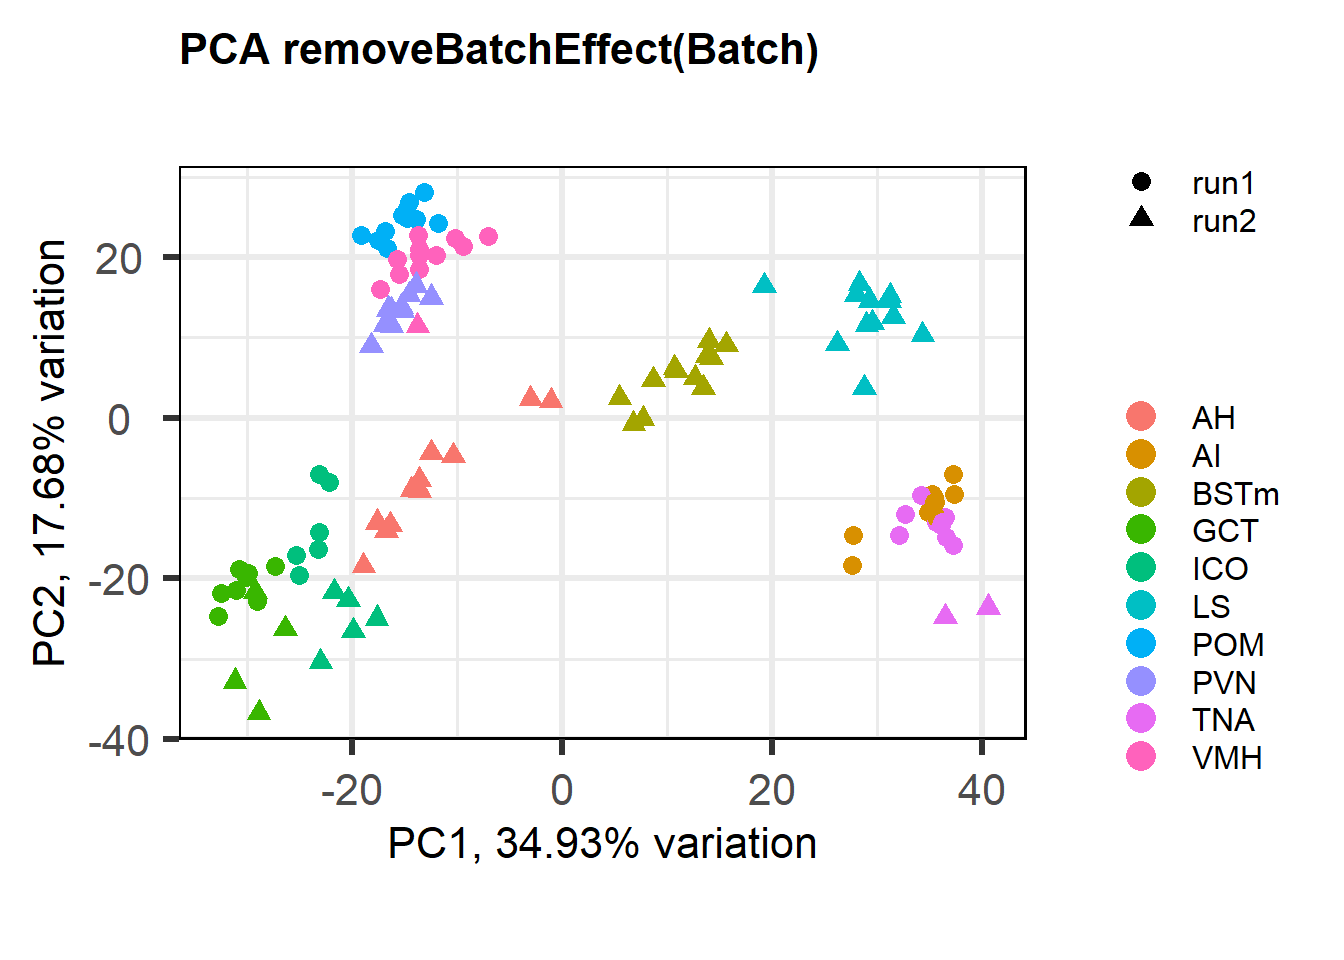 PCA removeBatchEffect(Batch)
run1
run2
20
0
-20
-40
PC2, 17.68% variation
-20
0
20
40
PC1, 34.93% variation
AH
AI
BSTm
GCT
ICO
LS
POM
PVN
TNA
VMH